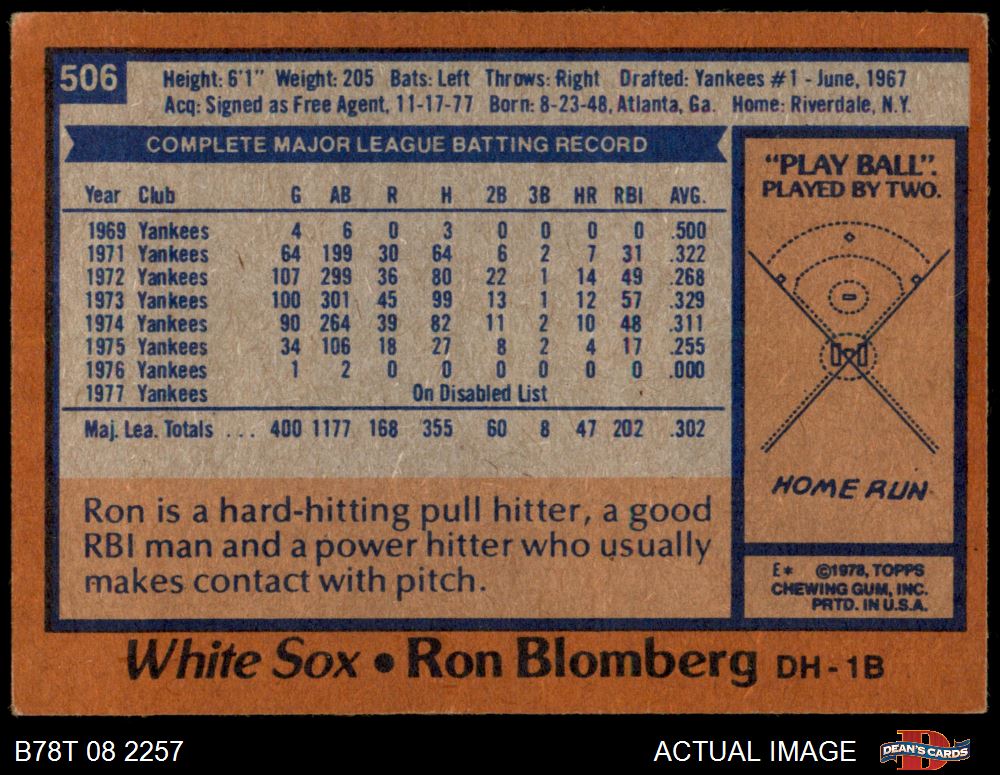 506
Height: 6'1" Weight: 205 Bats: Left Throws: Right Drafted: Yankees #1 - June, 1967
Acq: Signed as Free Agent, 11-17-77 Born: 8-23-48, Atlanta, Ga. Home: Riverdale, N.Y.
COMPLETE MAJOR LEAGUE BATTING RECORD
Year Club G AB R H 2B 3B HR RBI AVG.
1969 Yankees 4 6 0 3 0 0 0 0 .500
1971 Yankees 64 199 30 64 6 2 7 31 .322
1972 Yankees 107 299 36 80 22 1 14 49 .268
1973 Yankees 100 301 45 99 13 1 12 57 .329
1974 Yankees 90 264 39 82 11 2 10 48 .311
1975 Yankees 34 106 18 27 8 2 4 17 .255
1976 Yankees 1 2 0 0 0 0 0 0 .000
1977 Yankees On Disabled List
Maj. Lea. Totals ... 400 1177 168 355 60 8 47 202 .302
Ron is a hard-hitting pull hitter, a good
RBI man and a power hitter who usually
makes contact with pitch.
"PLAY BALL".
PLAYED BY TWO.
HOME RUN
E* ©1978, TOPPS
CHEWING GUM, INC.
PRTD. IN U.S.A.
White Sox • Ron Blomberg DH - 1B
B78T 08 2257
ACTUAL IMAGE
D
DEAN'S CARDS